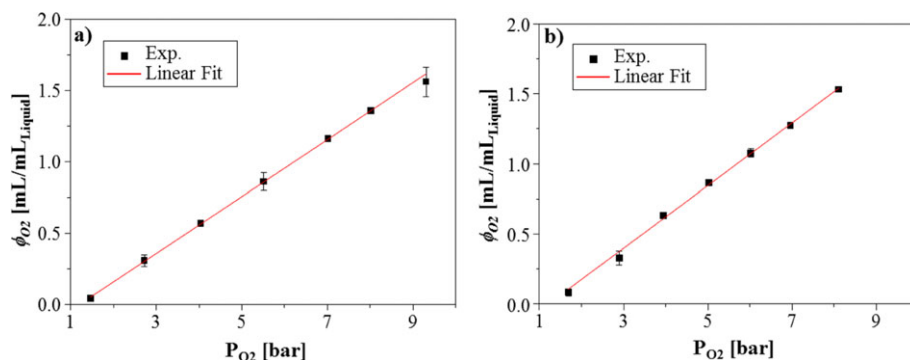 a)
Exp.
Linear Fit
ϕO2 [mL/mLLiquid]
2.0
1.5
1.0
0.5
0.0
1 3 5 7 9
PO2 [bar]
b)
Exp.
Linear Fit
ϕO2 [mL/mLLiquid]
2.0
1.5
1.0
0.5
0.0
1 3 5 7 9
PO2 [bar]